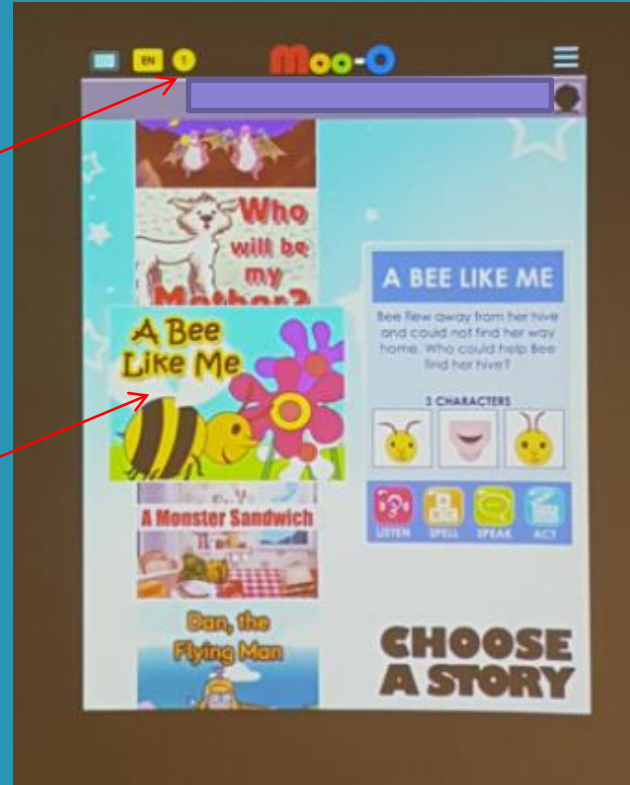 EN
1
Moo-O
Who
will be
my
Mother?
A Bee
Like Me
A Monster Sandwich
Dan, the
Flying Man
A BEE LIKE ME
Bee flew away from her hive
and could not find her way
home. Who could help Bee
find her hive?
3 CHARACTERS
LISTEN SPELL SPEAK ACT
CHOOSE
A STORY